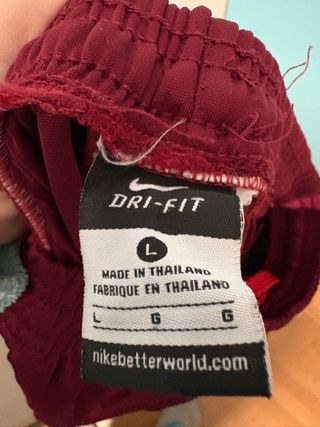 DRI-FIT
L
MADE IN THAILAND
FABRIQUE EN THAILAND
L G G
nikebetterworld.com